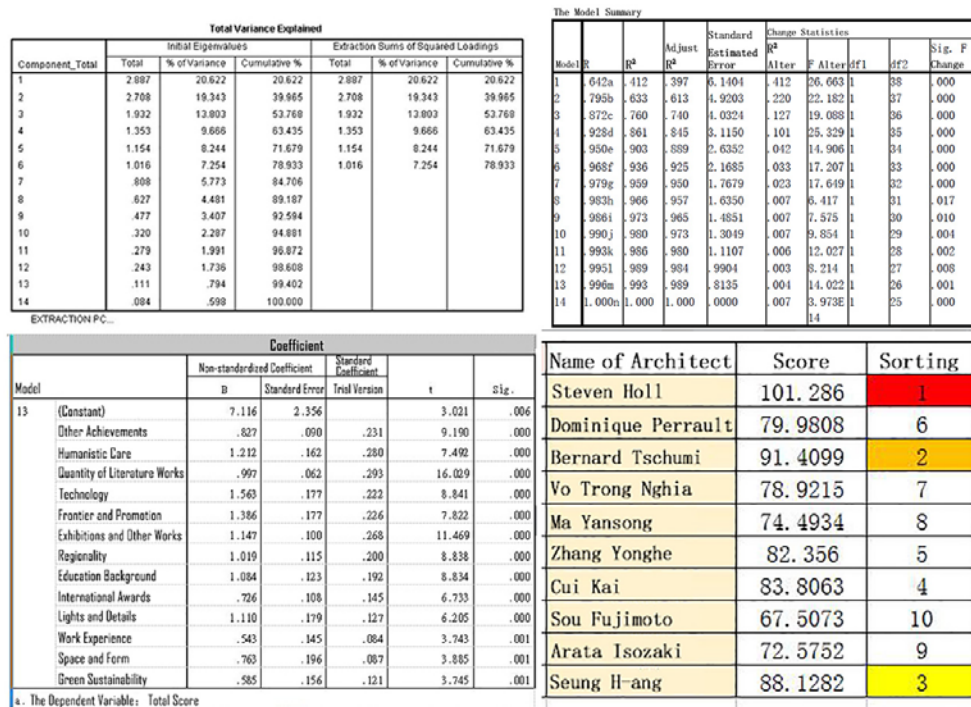 Total Variance Explained
Initial Eigenvalues Extraction Sums of Squared Loadings
Component_Total Total % of Variance Cumulative % Total % of Variance Cumulative %
1 2.887 20.622 20.622 2.887 20.622 20.622
2 2.708 19.343 39.965 2.708 19.343 39.965
3 1.932 13.803 53.768 1.932 13.803 53.768
4 1.353 9.666 63.435 1.353 9.666 63.435
5 1.154 8.244 71.679 1.154 8.244 71.679
6 1.016 7.254 78.933 1.016 7.254 78.933
7 .808 5.773 84.706
8 .627 4.481 89.187
9 .477 3.407 92.594
10 .320 2.287 94.881
11 .279 1.991 96.872
12 .243 1.736 98.608
13 .111 .794 99.402
14 .084 .598 100.000
EXTRACTION PC...
The Model Summary
Model R R² Adjust R² Standard Estimated Error Change Statistics
R² Alter F Alter df1 df2 Sig. F Change
1 .642a .412 .397 6.1404 .412 26.663 1 38 .000
2 .795b .633 .613 4.9203 .220 22.182 1 37 .000
3 .872c .760 .740 4.0324 .127 19.088 1 36 .000
4 .928d .861 .845 3.1150 .101 25.329 1 35 .000
5 .950e .903 .889 2.6352 .042 14.906 1 34 .000
6 .968f .936 .925 2.1685 .033 17.207 1 33 .000
7 .979g .959 .950 1.7679 .023 17.649 1 32 .000
8 .983h .966 .957 1.6350 .007 6.417 1 31 .017
9 .986i .973 .965 1.4851 .007 7.575 1 30 .010
10 .990j .980 .973 1.3049 .007 9.854 1 29 .004
11 .993k .986 .980 1.1107 .006 12.027 1 28 .002
12 .995l .989 .984 .9904 .003 8.214 1 27 .008
13 .996m .993 .989 .8135 .004 14.022 1 26 .001
14 1.000n 1.000 1.000 .0000 .007 3.973E 14 1 25 .000
Coefficient
Model Non-standardized Coefficient Standard Coefficient t Sig.
B Standard Error Trial Version
13 (Constant) 7.116 2.356 3.021 .006
Other Achievements .827 .090 .231 9.190 .000
Humanistic Care 1.212 .162 .280 7.492 .000
Quantity of Literature Works .997 .062 .293 16.029 .000
Technology 1.563 .177 .222 8.841 .000
Frontier and Promotion 1.386 .177 .226 7.822 .000
Exhibitions and Other Works 1.147 .100 .268 11.469 .000
Regionality 1.019 .115 .200 8.838 .000
Education Background 1.084 .123 .192 8.834 .000
International Awards .726 .108 .145 6.733 .000
Lights and Details 1.110 .179 .127 6.205 .000
Work Experience .543 .145 .084 3.743 .001
Space and Form .763 .196 .087 3.885 .001
Green Sustainability .585 .156 .121 3.745 .001
a. The Dependent Variable: Total Score
Name of Architect Score Sorting
Steven Holl 101.286 1
Dominique Perrault 79.9808 6
Bernard Tschumi 91.4099 2
Vo Trong Nghia 78.9215 7
Ma Yansong 74.4934 8
Zhang Yonghe 82.356 5
Cui Kai 83.8063 4
Sou Fujimoto 67.5073 10
Arata Isozaki 72.5752 9
Seung H-ang 88.1282 3